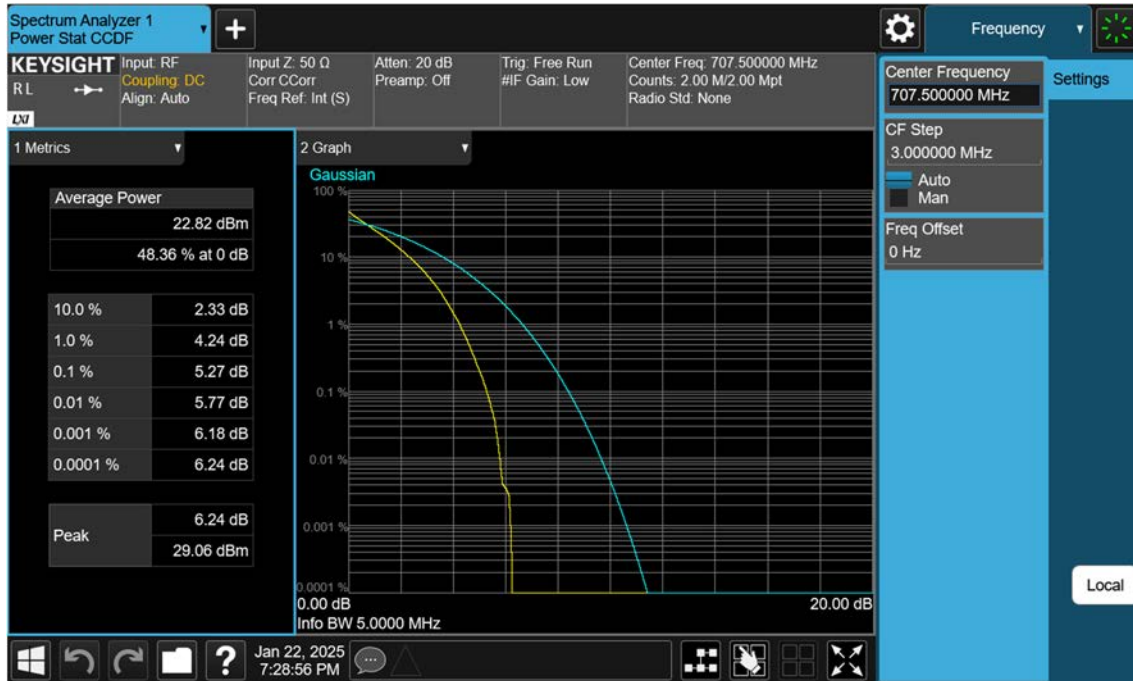 Spectrum Analyzer 1
Power Stat CCDF
Frequency
KEYSIGHT
R L
LXI
Input: RF
Coupling: DC
Align: Auto
Input Z: 50 Ω
Corr CCorr
Freq Ref: Int (S)
Atten: 20 dB
Preamp: Off
Trig: Free Run
#IF Gain: Low
Center Freq: 707.500000 MHz
Counts: 2.00 M/2.00 Mpt
Radio Std: None
Center Frequency
707.500000 MHz
Settings
CF Step
3.000000 MHz
Auto
Man
Freq Offset
0 Hz
Local
1 Metrics
Average Power
22.82 dBm
48.36 % at 0 dB
10.0 % 2.33 dB
1.0 % 4.24 dB
0.1 % 5.27 dB
0.01 % 5.77 dB
0.001 % 6.18 dB
0.0001 % 6.24 dB
Peak
6.24 dB
29.06 dBm
2 Graph
Gaussian
100 %
10 %
1 %
0.1 %
0.01 %
0.001 %
0.0001 %
0.00 dB 20.00 dB
Info BW 5.0000 MHz
?
Jan 22, 2025
7:28:56 PM